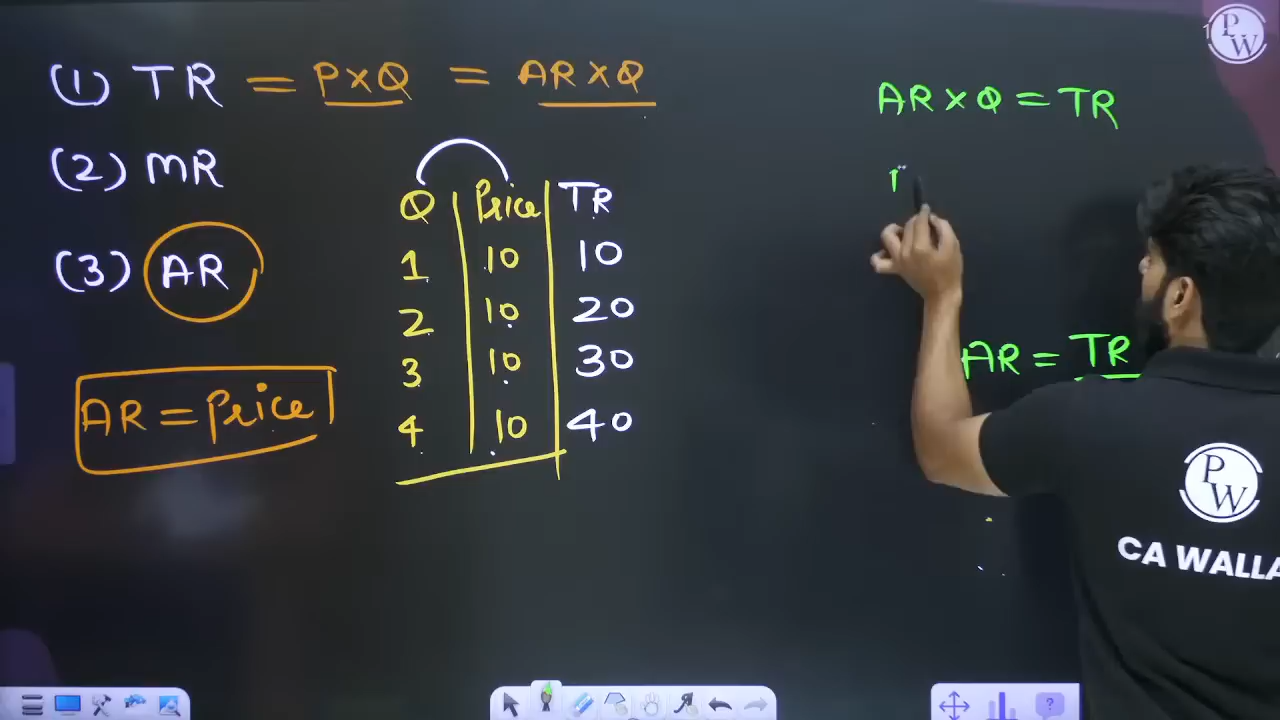 (1) TR = P×Q = AR×Q
(2) MR
(3) AR
AR = Price
Q Price TR
1 10 10
2 10 20
3 10 30
4 10 40
AR × Q = TR
AR = TR
PW
PW
CA WALLA